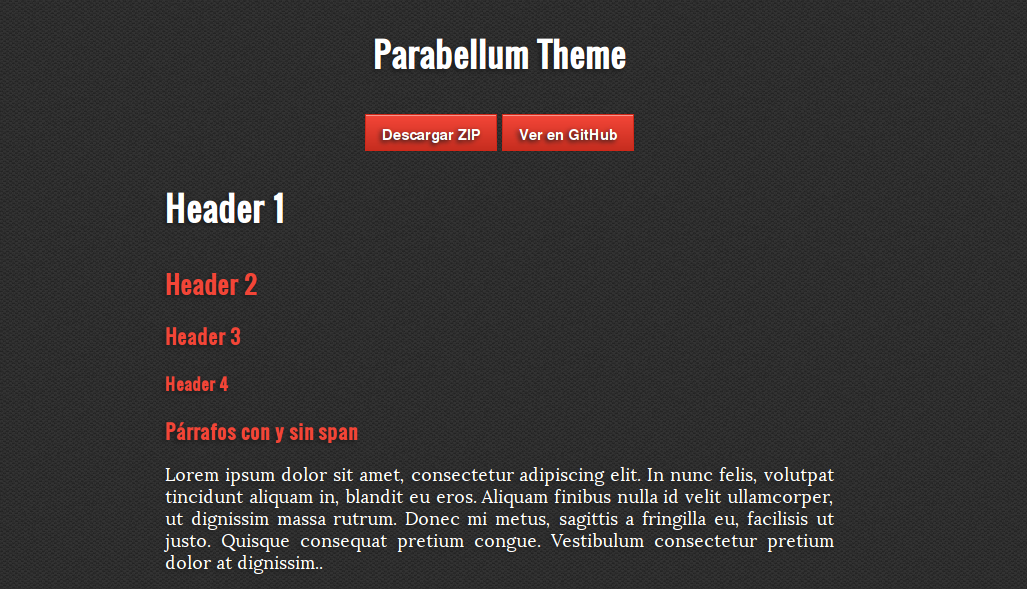 Parabellum Theme
Descargar ZIP Ver en GitHub
Header 1
Header 2
Header 3
Header 4
Párrafos con y sin span
Lorem ipsum dolor sit amet, consectetur adipiscing elit. In nunc felis, volutpat
tincidunt aliquam in, blandit eu eros. Aliquam finibus nulla id velit ullamcorper,
ut dignissim massa rutrum. Donec mi metus, sagittis a fringilla eu, facilisis ut
justo. Quisque consequat pretium congue. Vestibulum consectetur pretium
dolor at dignissim..